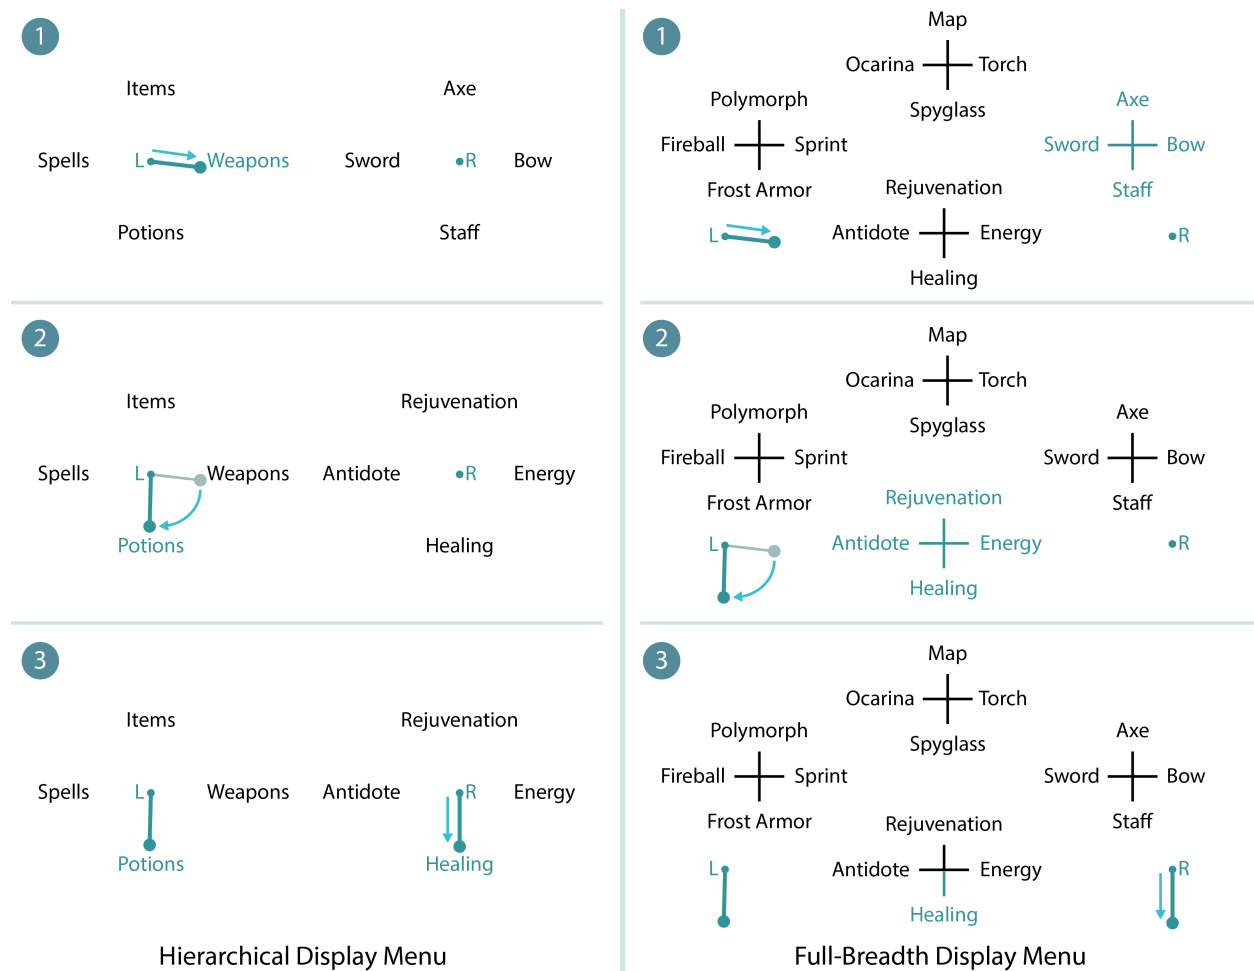 1
Items
Axe
Spells L Weapons Sword R Bow
Potions
Staff
2
Items
Rejuvenation
Spells L Weapons Antidote R Energy
Potions
Healing
3
Items
Rejuvenation
Spells L Weapons Antidote R Energy
Potions
Healing
Hierarchical Display Menu
1
Map
Ocarina Torch
Spyglass
Polymorph
Fireball Sprint
Frost Armor
Axe
Sword Bow
Staff
Rejuvenation
Antidote Energy
Healing
L
R
2
Map
Ocarina Torch
Spyglass
Polymorph
Fireball Sprint
Frost Armor
Axe
Sword Bow
Staff
Rejuvenation
Antidote Energy
Healing
L
R
3
Map
Ocarina Torch
Spyglass
Polymorph
Fireball Sprint
Frost Armor
Axe
Sword Bow
Staff
Rejuvenation
Antidote Energy
Healing
L
R
Full-Breadth Display Menu